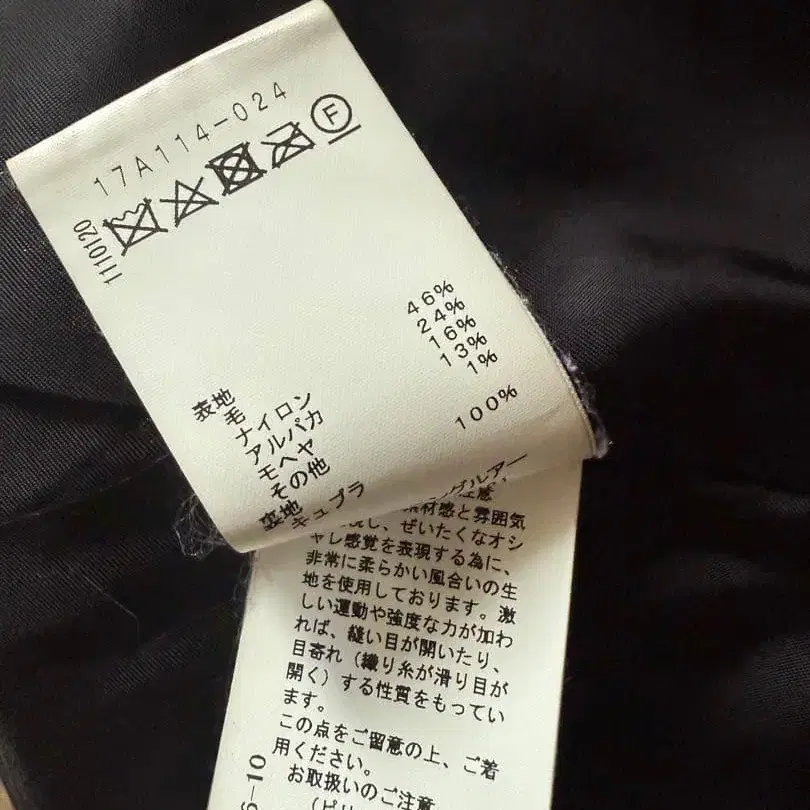 17A114-024
F
1110120
表地
毛 46%
ナイロン 24%
アルパカ 16%
モヘヤ 13%
その他 1%
裏地
キュプラ 100%
素材感と雰囲気
し、ぜいたくなオシ
ャレ感覚を表現する為に、
非常に柔らかい風合いの生
地を使用しております。激
しい運動や強度な力が加わ
れば、縫い目が開いたり、
目寄れ(織り糸が滑り目が
開く)する性質をもってい
ます。
この点をご留意の上、ご着
用ください。
お取扱いのご注意
6-10